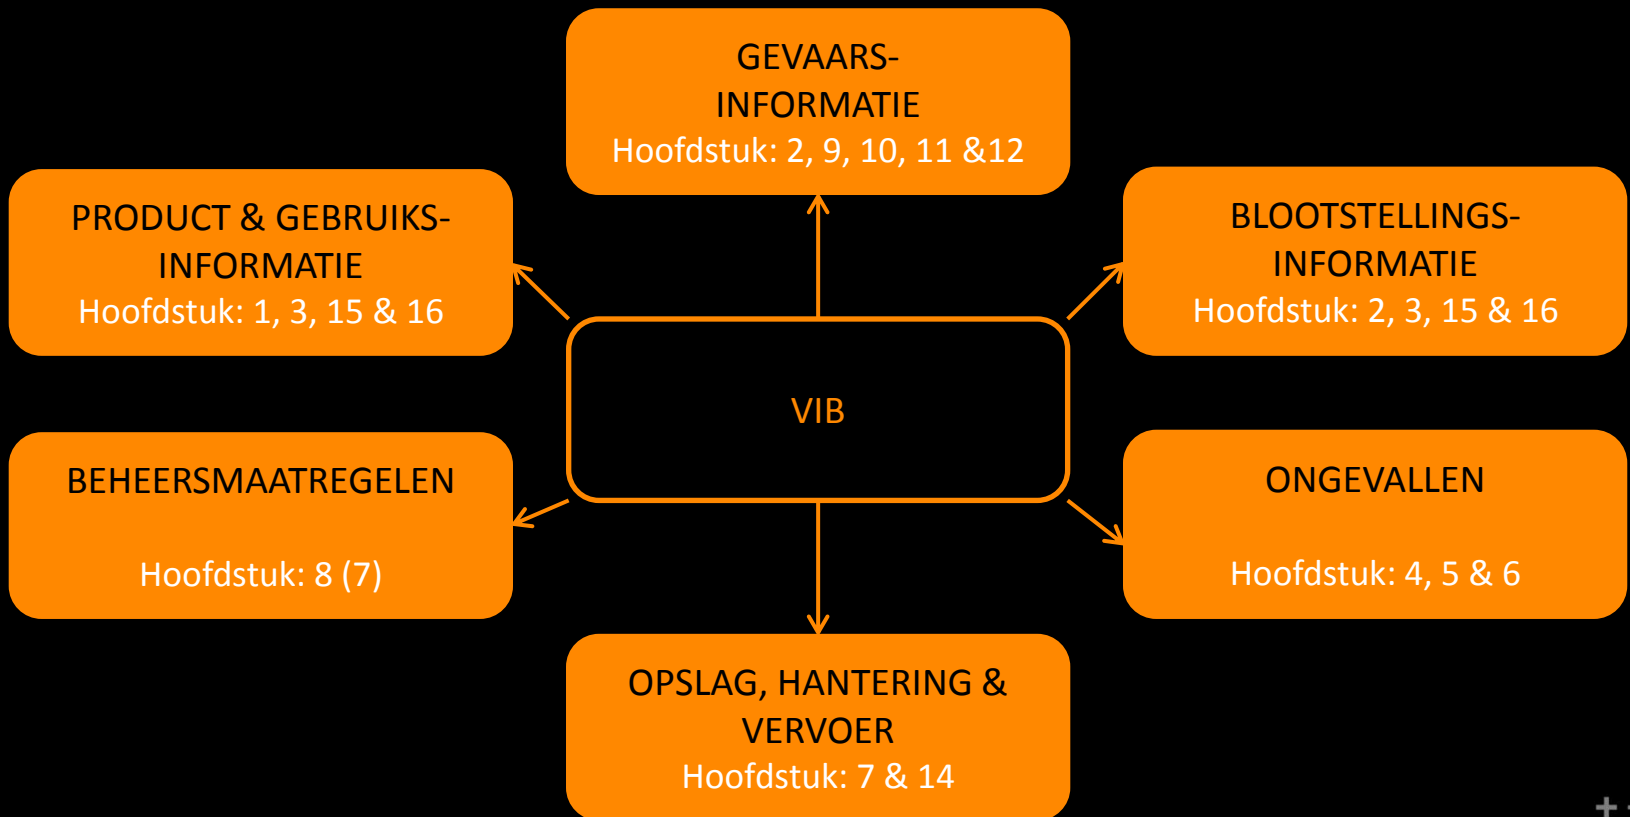 GEVAARS-
INFORMATIE
Hoofdstuk: 2, 9, 10, 11 &12
PRODUCT & GEBRUIKS-
INFORMATIE
Hoofdstuk: 1, 3, 15 & 16
BLOOTSTELLINGS-
INFORMATIE
Hoofdstuk: 2, 3, 15 & 16
VIB
BEHEERSMAATREGELEN
Hoofdstuk: 8 (7)
ONGEVALLEN
Hoofdstuk: 4, 5 & 6
OPSLAG, HANTERING &
VERVOER
Hoofdstuk: 7 & 14